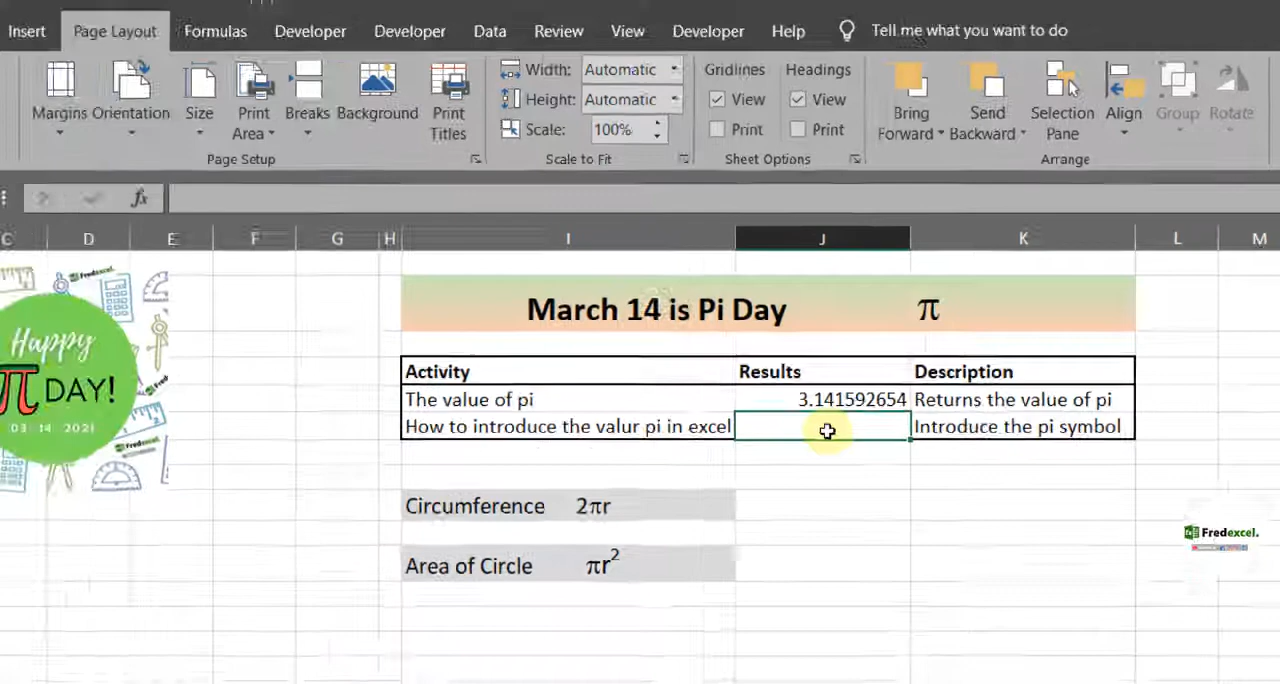 Insert Page Layout Formulas Developer Developer Data Review View Developer Help Tell me what you want to do
Margins Orientation Size Print Area Breaks Background Print Titles
Width: Automatic
Height: Automatic
Scale: 100%
Gridlines Headings
View View
Print Print
Bring Forward Send Backward Selection Pane Align Group Rotate
Page Setup Scale to Fit Sheet Options Arrange
fx
C D E F G H I J K L M
March 14 is Pi Day π
Happy
π DAY!
03 14 2021
Fredexcel
Fredexcel
Activity Results Description
The value of pi 3.141592654 Returns the value of pi
How to introduce the valur pi in excel Introduce the pi symbol
Circumference 2πr
Area of Circle πr²
Fredexcel.